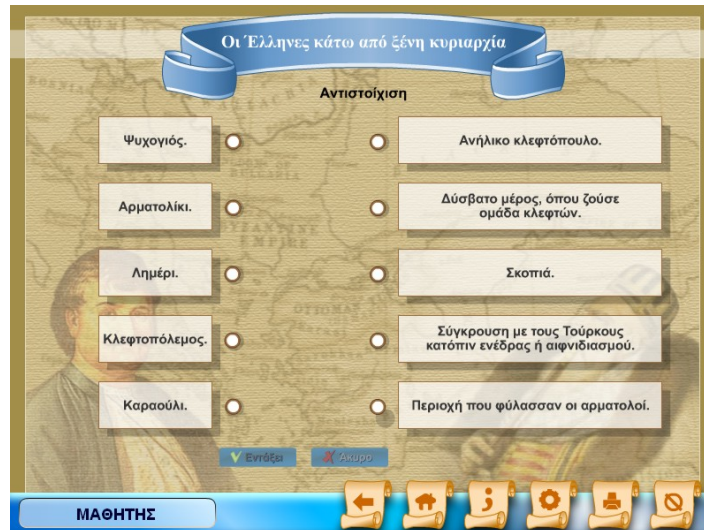 Οι Έλληνες κάτω από ξένη κυριαρχία
Αντιστοίχιση
Ψυχογιός.
Ανήλικο κλεφτόπουλο.
Αρματολίκι.
Δύσβατο μέρος, όπου ζούσε
ομάδα κλεφτών.
Λημέρι.
Σκοπιά.
Κλεφτοπόλεμος.
Σύγκρουση με τους Τούρκους
κατόπιν ενέδρας ή αιφνιδιασμού.
Καραούλι.
Περιοχή που φύλασσαν οι αρματολοί.
Εντάξει
Άκυρο
ΜΑΘΗΤΗΣ